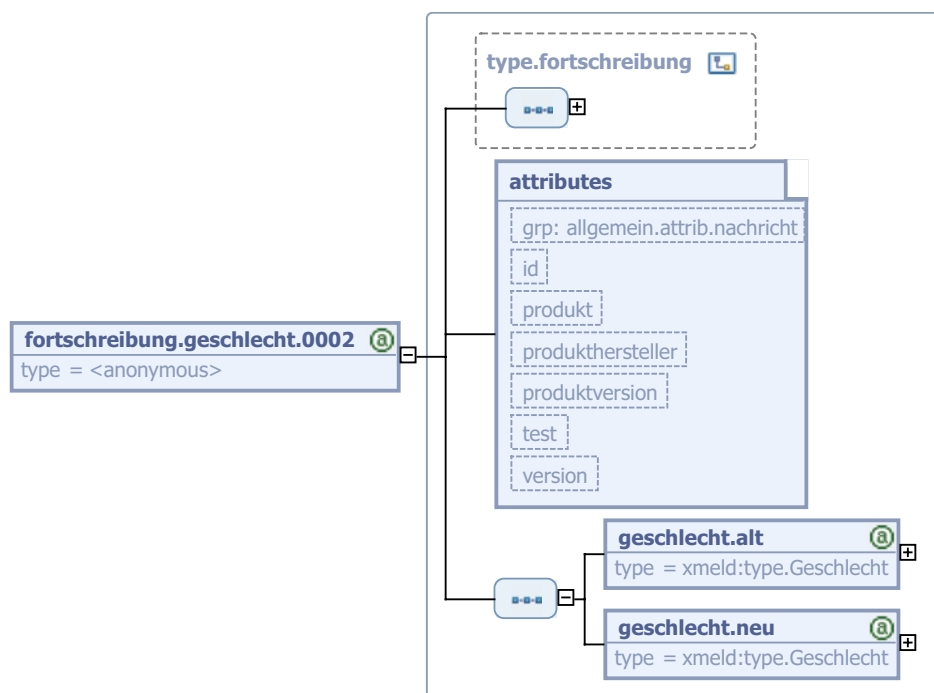 type.fortschreibung
attributes
grp: allgemein.attrib.nachricht
id
produkt
produkthersteller
produktversion
test
version
fortschreibung.geschlecht.0002
type = <anonymous>
geschlecht.alt
type = xmeld:type.Geschlecht
geschlecht.neu
type = xmeld:type.Geschlecht